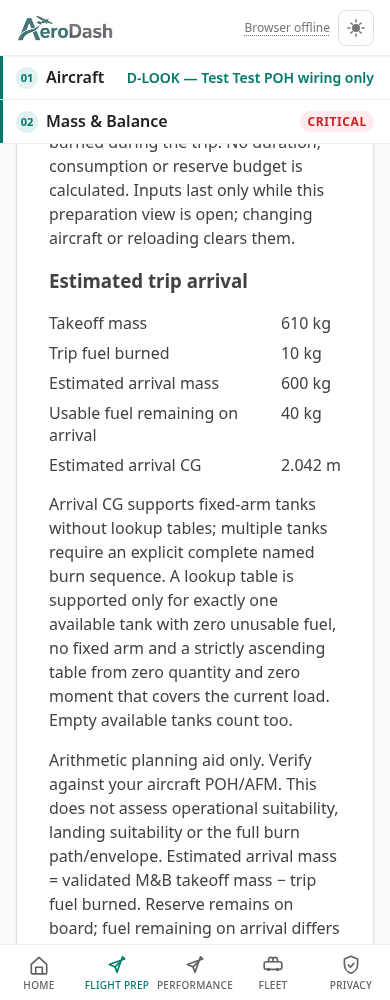 AeroDash
Browser offline
01 Aircraft D-LOOK — Test Test POH wiring only
02 Mass & Balance CRITICAL
burned during the trip. No duration,
consumption or reserve budget is
calculated. Inputs last only while this
preparation view is open; changing
aircraft or reloading clears them.
Estimated trip arrival
Takeoff mass 610 kg
Trip fuel burned 10 kg
Estimated arrival mass 600 kg
Usable fuel remaining on 40 kg
arrival
Estimated arrival CG 2.042 m
Arrival CG supports fixed-arm tanks
without lookup tables; multiple tanks
require an explicit complete named
burn sequence. A lookup table is
supported only for exactly one
available tank with zero unusable fuel,
no fixed arm and a strictly ascending
table from zero quantity and zero
moment that covers the current load.
Empty available tanks count too.
Arithmetic planning aid only. Verify
against your aircraft POH/AFM. This
does not assess operational suitability,
landing suitability or the full burn
path/envelope. Estimated arrival mass
= validated M&B takeoff mass − trip
fuel burned. Reserve remains on
board; fuel remaining on arrival differs
HOME FLIGHT PREP PERFORMANCE FLEET PRIVACY